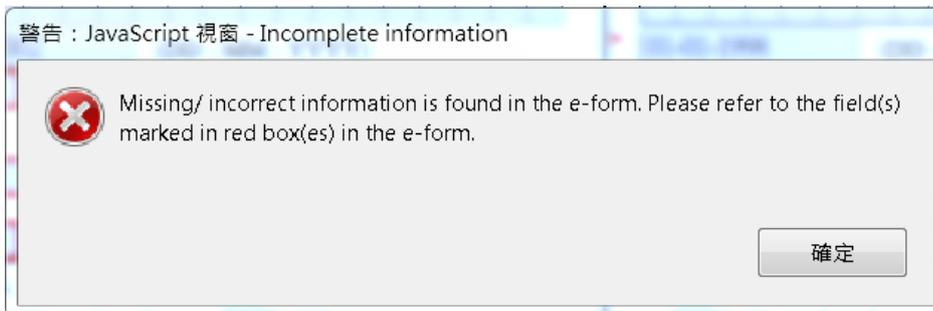 警告：JavaScript 視窗 - Incomplete information
Missing/ incorrect information is found in the e-form. Please refer to the field(s)
marked in red box(es) in the e-form.
確定